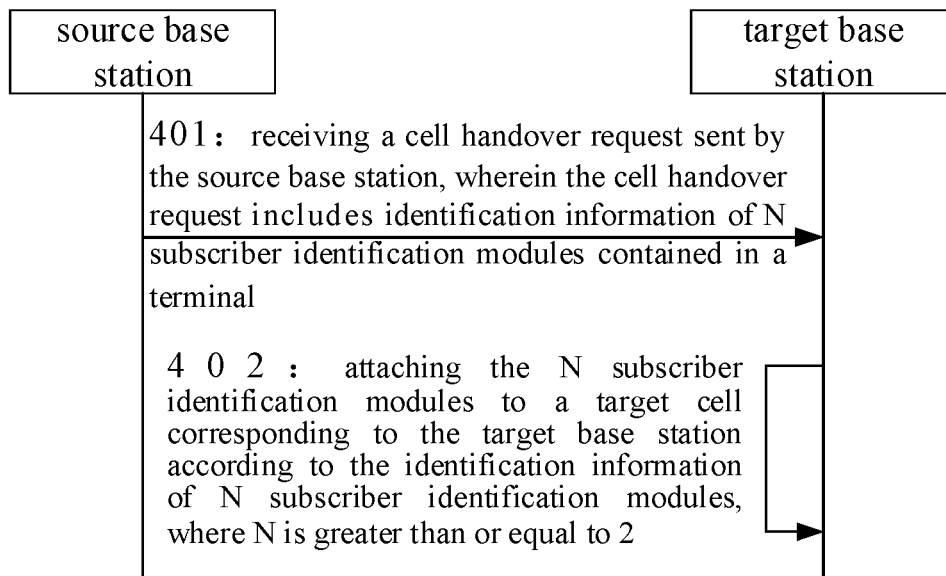 source base
station
target base
station
401: receiving a cell handover request sent by
the source base station, wherein the cell handover
request includes identification information of N
subscriber identification modules contained in a
terminal
4 0 2 : attaching the N subscriber
identification modules to a target cell
corresponding to the target base station
according to the identification information
of N subscriber identification modules,
where N is greater than or equal to 2